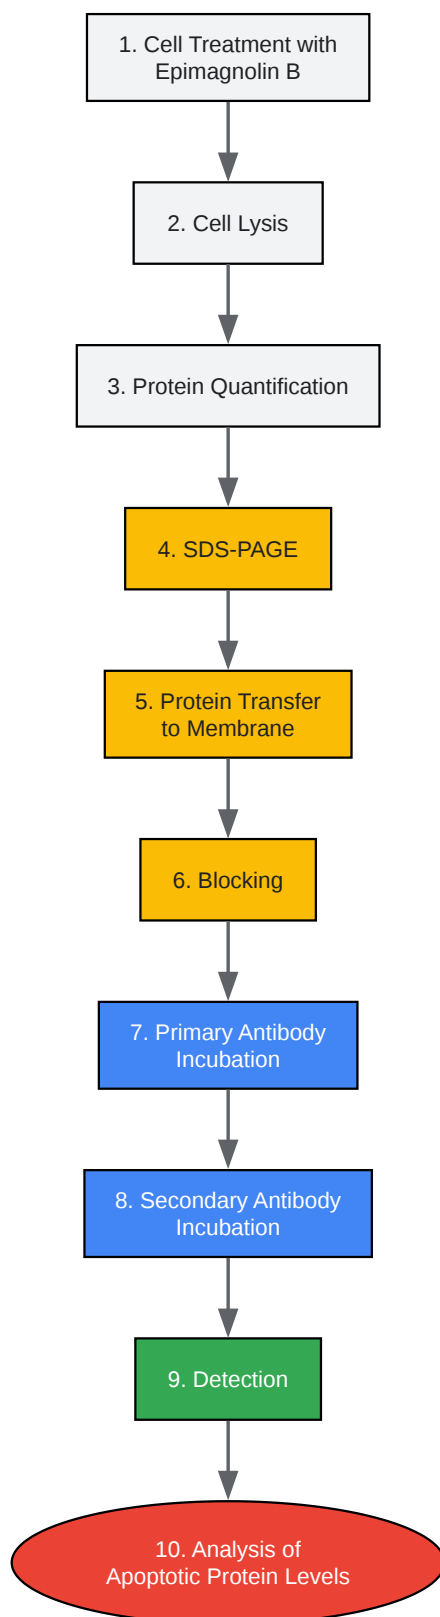 1. Cell Treatment with
Epimagnolin B
2. Cell Lysis
3. Protein Quantification
4. SDS-PAGE
5. Protein Transfer
to Membrane
6. Blocking
7. Primary Antibody
Incubation
8. Secondary Antibody
Incubation
9. Detection
10. Analysis of
Apoptotic Protein Levels